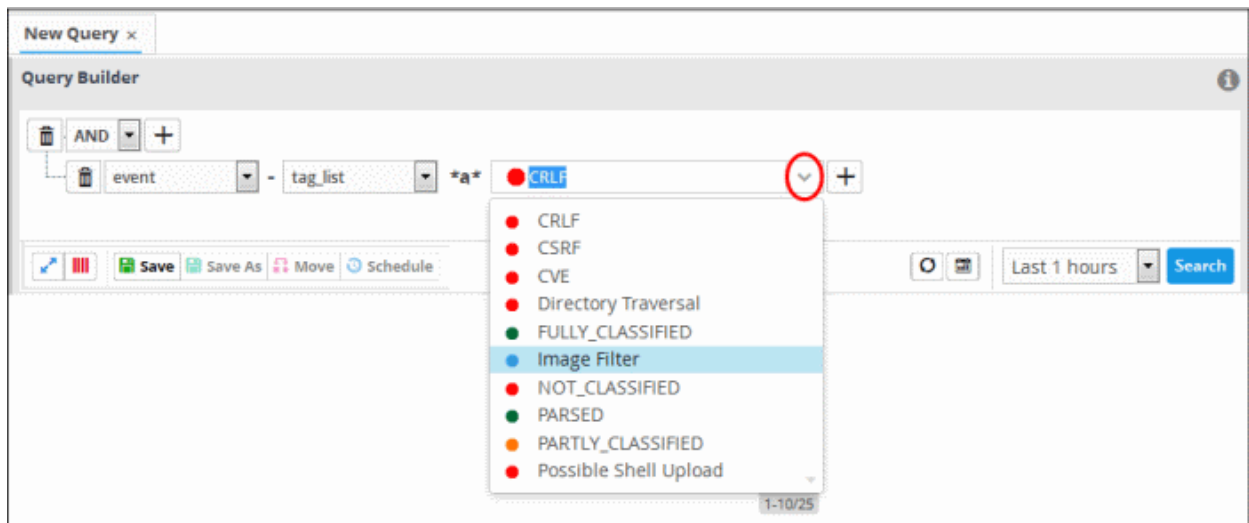 New Query ×
Query Builder
AND
event - tag_list *a* CRLF
CRLF
CSRF
CVE
Directory Traversal
FULLY_CLASSIFIED
Image Filter
NOT_CLASSIFIED
PARSED
PARTLY_CLASSIFIED
Possible Shell Upload
1-10/25
Save Save As Move Schedule
Last 1 hours Search